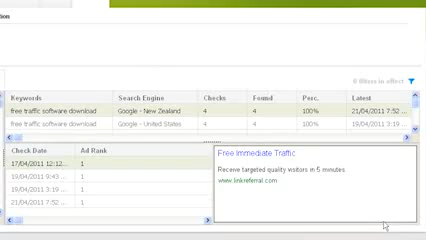 tion
0 filters in effect
Keywords Search Engine Checks Found Perc. Latest
free traffic software download Google - New Zealand 4 4 100% 21/04/2011 7:52 ...
free traffic software download Google - United States 4 4 100% 19/04/2011 3:19 ...
Check Date Ad Rank
17/04/2011 12:12... 1
19/04/2011 9:43 ... 1
19/04/2011 3:19 ... 1
21/04/2011 7:52 ... 1
Free Immediate Traffic
Receive targeted quality visitors in 5 minutes.
www.linkreferral.com